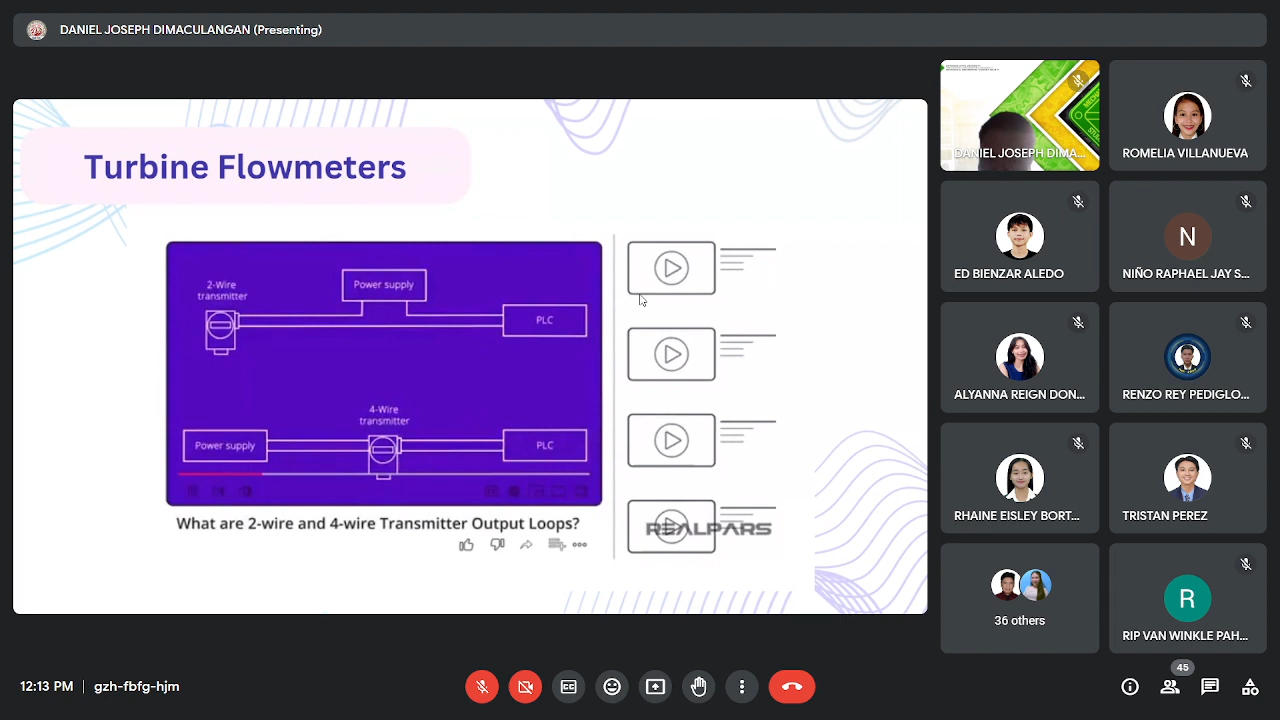 DANIEL JOSEPH DIMACULANGAN (Presenting)
Turbine Flowmeters
2-Wire
transmitter
Power supply
PLC
4-Wire
transmitter
Power supply
PLC
What are 2-wire and 4-wire Transmitter Output Loops?
REALPARS
DANIEL JOSEPH DIMA...
ROMELIA VILLANUEVA
ED BIENZAR ALEDO
N
NIÑO RAPHAEL JAY S...
ALYANNA REIGN DON...
RENZO REY PEDIGLO...
RHAINE EISLEY BORT...
TRISTAN PEREZ
36 others
R
RIP VAN WINKLE PAH...
12:13 PM
gzh-fbfg-hjm
45